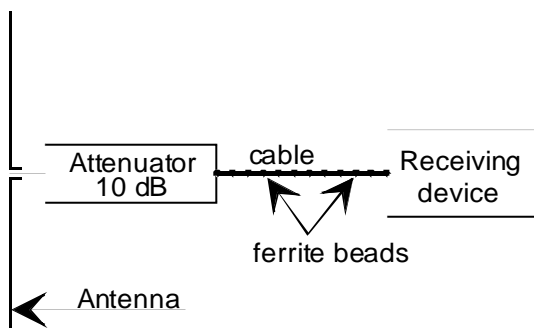 Attenuator
10 dB
cable
Receiving
device
ferrite beads
Antenna